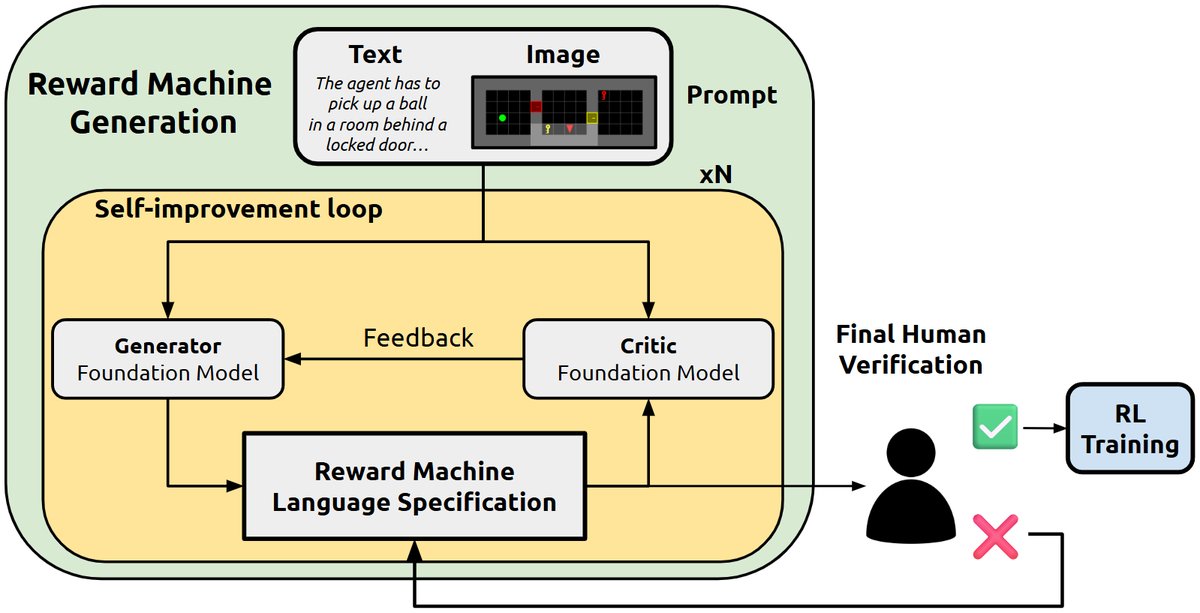 Reward Machine
Generation
Text
The agent has to
pick up a ball
in a room behind a
locked door...
Image
Prompt
xN
Self-improvement loop
Generator
Foundation Model
Feedback
Critic
Foundation Model
Reward Machine
Language Specification
Final Human
Verification
RL
Training